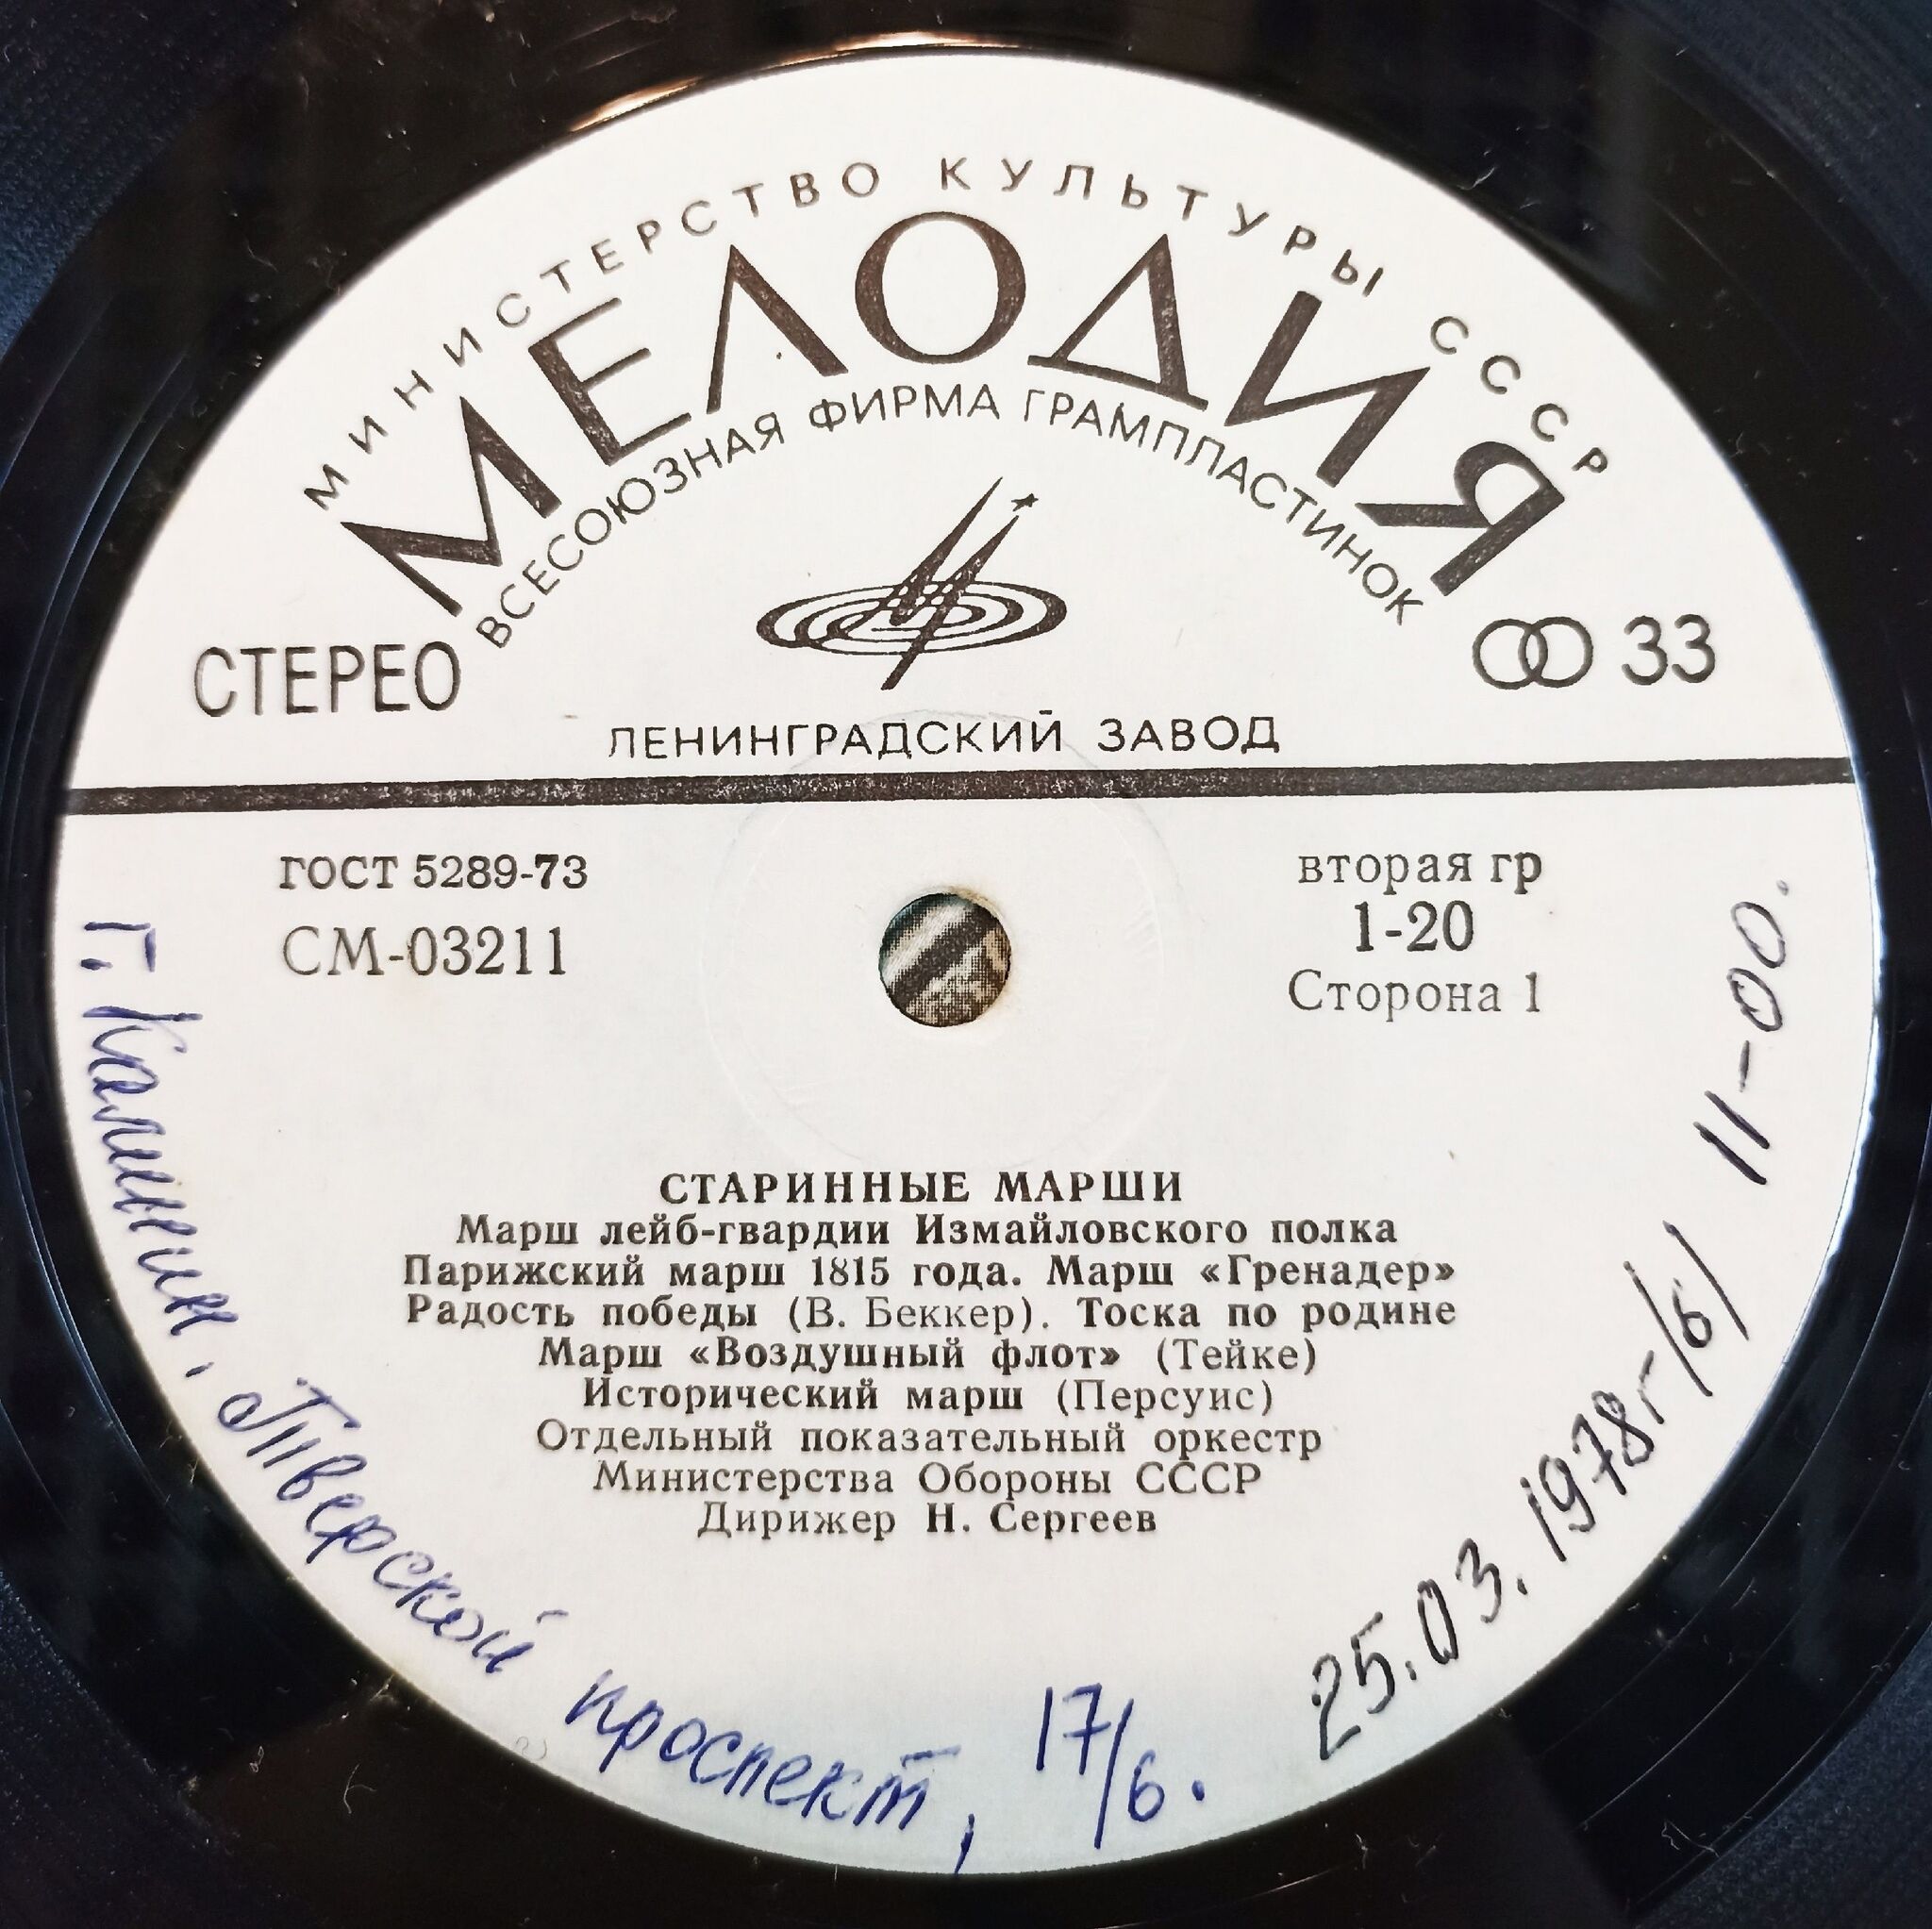 МИНИСТЕРСТВО КУЛЬТУРЫ СССР
МЕЛОДИЯ
ВСЕСОЮЗНАЯ ФИРМА ГРАМПЛАСТИНОК
СТЕРЕО
33
ЛЕНИНГРАДСКИЙ ЗАВОД
ГОСТ 5289-73
СМ-03211
вторая гр
1-20
Сторона 1
СТАРИННЫЕ МАРШИ
Марш лейб-гвардии Измайловского полка
Парижский марш 1815 года. Марш «Гренадер»
Радость победы (В. Беккер). Тоска по родине
Марш «Воздушный флот» (Тейке)
Исторический марш (Персуис)
Отдельный показательный оркестр
Министерства Обороны СССР
Дирижер Н. Сергеев
г. Калинин, Тверской проспект, 17/6.
25.03.1978г /б/ 11-00.